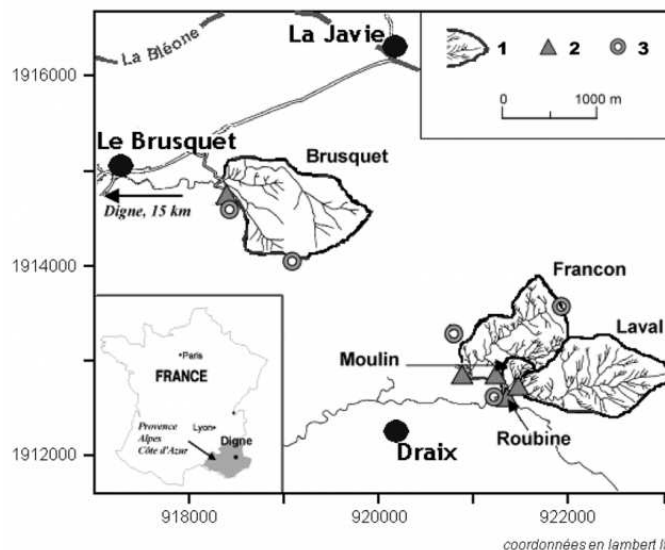 La Bléone
La Javie
1 2 3
0 1000 m
1916000
Le Brusquet
Brusquet
Digne, 15 km
1914000
Francon
Laval
Moulin
Roubine
Draix
Paris
FRANCE
Lyon
Provence
Alpes
Côte d'Azur
Digne
1912000
918000 920000 922000
coordonnées en lambert